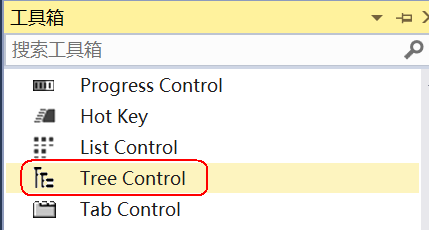 工具箱
搜索工具箱
Progress Control
Hot Key
List Control
Tree Control
Tab Control